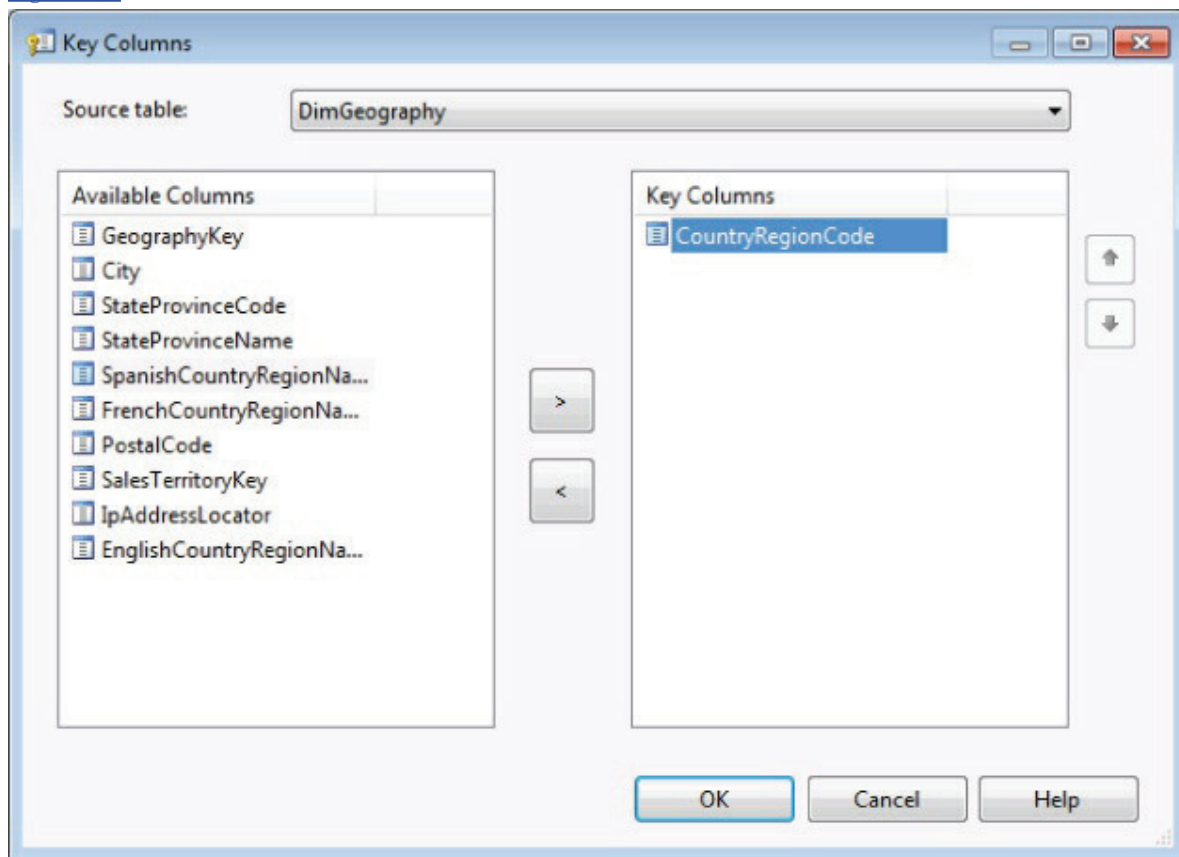 Key Columns
Source table:
DimGeography
Available Columns
GeographyKey
City
StateProvinceCode
StateProvinceName
SpanishCountryRegionNa...
FrenchCountryRegionNa...
PostalCode
SalesTerritoryKey
IpAddressLocator
EnglishCountryRegionNa...
>
<
Key Columns
CountryRegionCode
OK
Cancel
Help